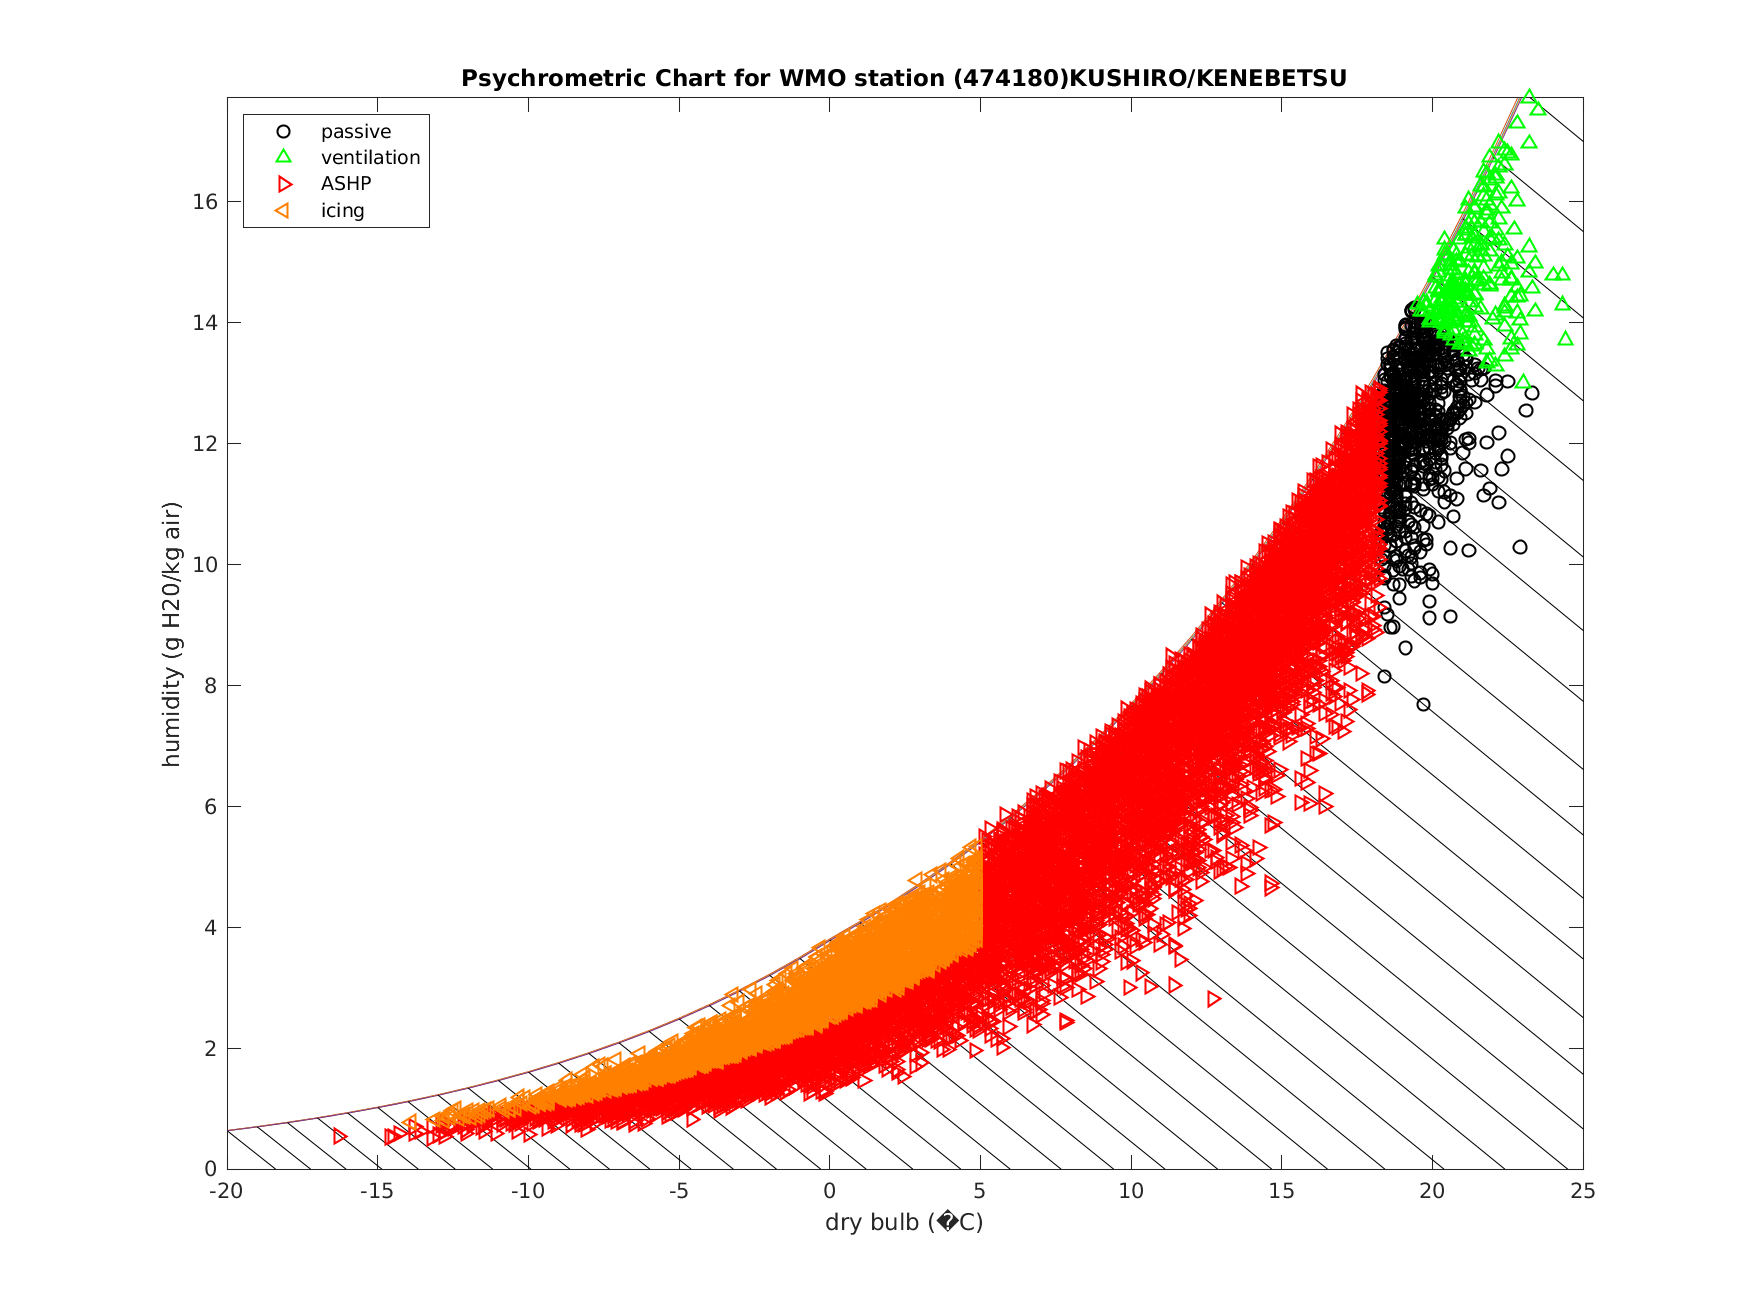 Psychrometric Chart for WMO station (474180)KUSHIRO/KENEBETSU
passive
ventilation
ASHP
icing
humidity (g H20/kg air)
16
14
12
10
8
6
4
2
0
-20 -15 -10 -5 0 5 10 15 20 25
dry bulb (�C)